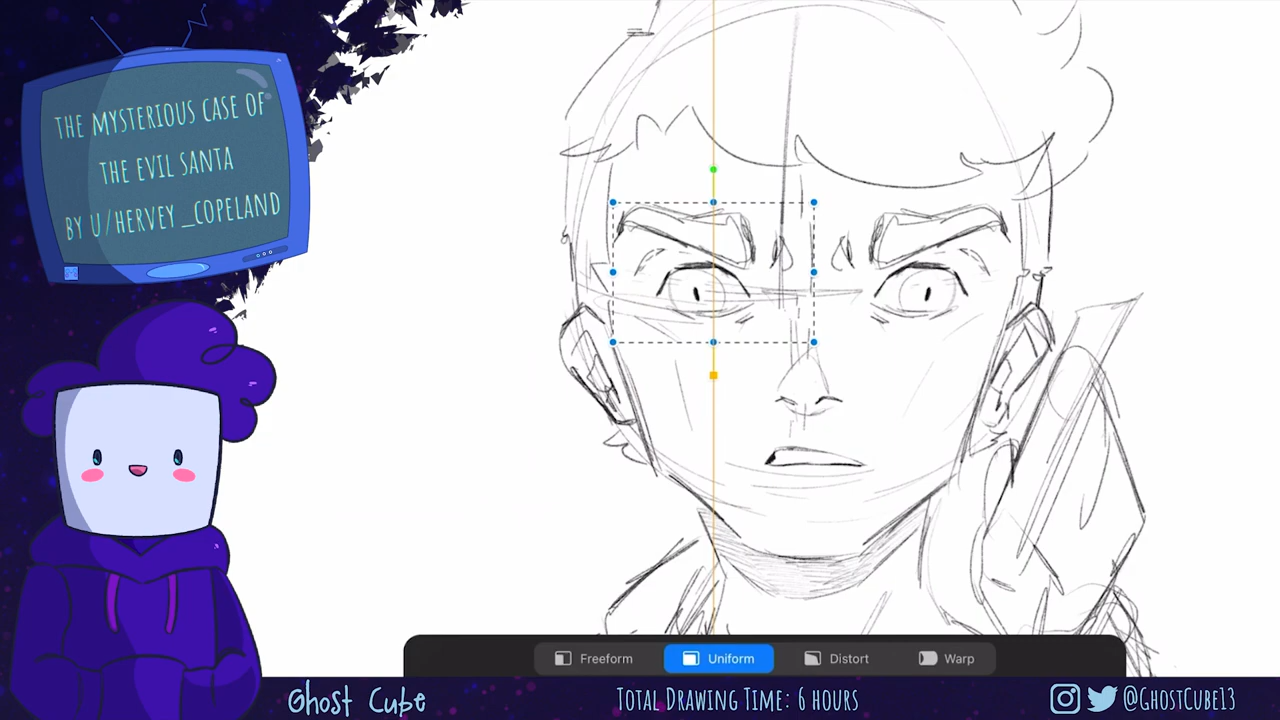 THE MYSTERIOUS CASE OF
THE EVIL SANTA
BY U/HERVEY_COPELAND
Freeform
Uniform
Distort
Warp
Ghost Cube
TOTAL DRAWING TIME: 6 HOURS
@GHOSTCUBE13